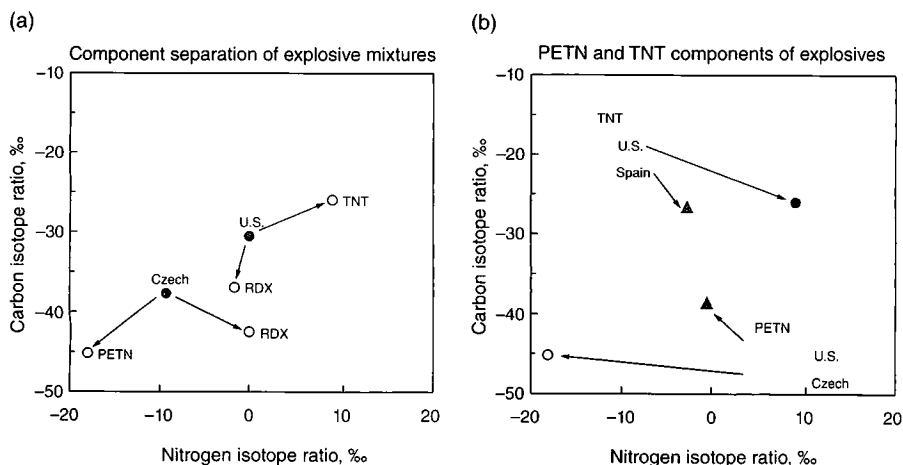 (a)
Component separation of explosive mixtures
Carbon isotope ratio, ‰
−10
−20
−30
−40
−50
U.S.
TNT
RDX
Czech
RDX
PETN
−20
−10
0
10
20
Nitrogen isotope ratio, ‰
(b)
PETN and TNT components of explosives
Carbon isotope ratio, ‰
−10
−20
−30
−40
−50
TNT
U.S.
Spain
PETN
U.S.
Czech
−20
−10
0
10
20
Nitrogen isotope ratio, ‰